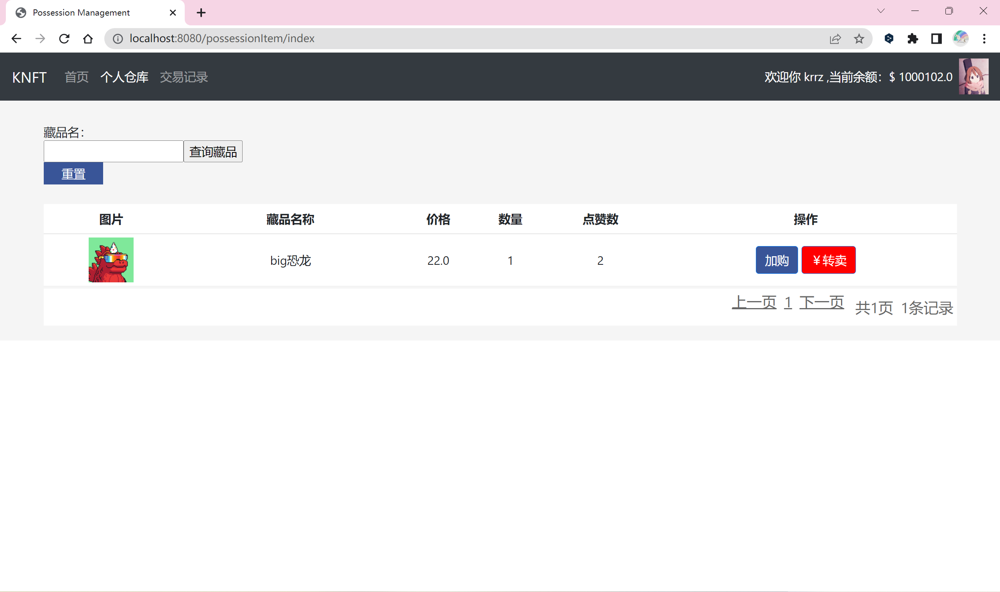 Possession Management
localhost:8080/possessionItem/index
KNFT 首页 个人仓库 交易记录 欢迎你 krrz ,当前余额：$ 1000102.0
藏品名：
查询藏品
重置
图片 藏品名称 价格 数量 点赞数 操作
big恐龙 22.0 1 2 加购 ￥转卖
上一页 1 下一页 共1页 1条记录